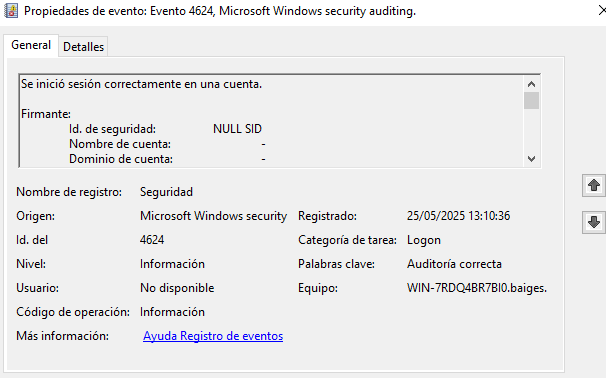 Propiedades de evento: Evento 4624, Microsoft Windows security auditing.
General Detalles
Se inició sesión correctamente en una cuenta.
Firmante:
Id. de seguridad: NULL SID
Nombre de cuenta: -
Dominio de cuenta: -
Nombre de registro: Seguridad
Origen: Microsoft Windows security Registrado: 25/05/2025 13:10:36
Id. del 4624 Categoría de tarea: Logon
Nivel: Información Palabras clave: Auditoría correcta
Usuario: No disponible Equipo: WIN-7RDQ4BR7BI0.baiges.
Código de operación: Información
Más información: Ayuda Registro de eventos